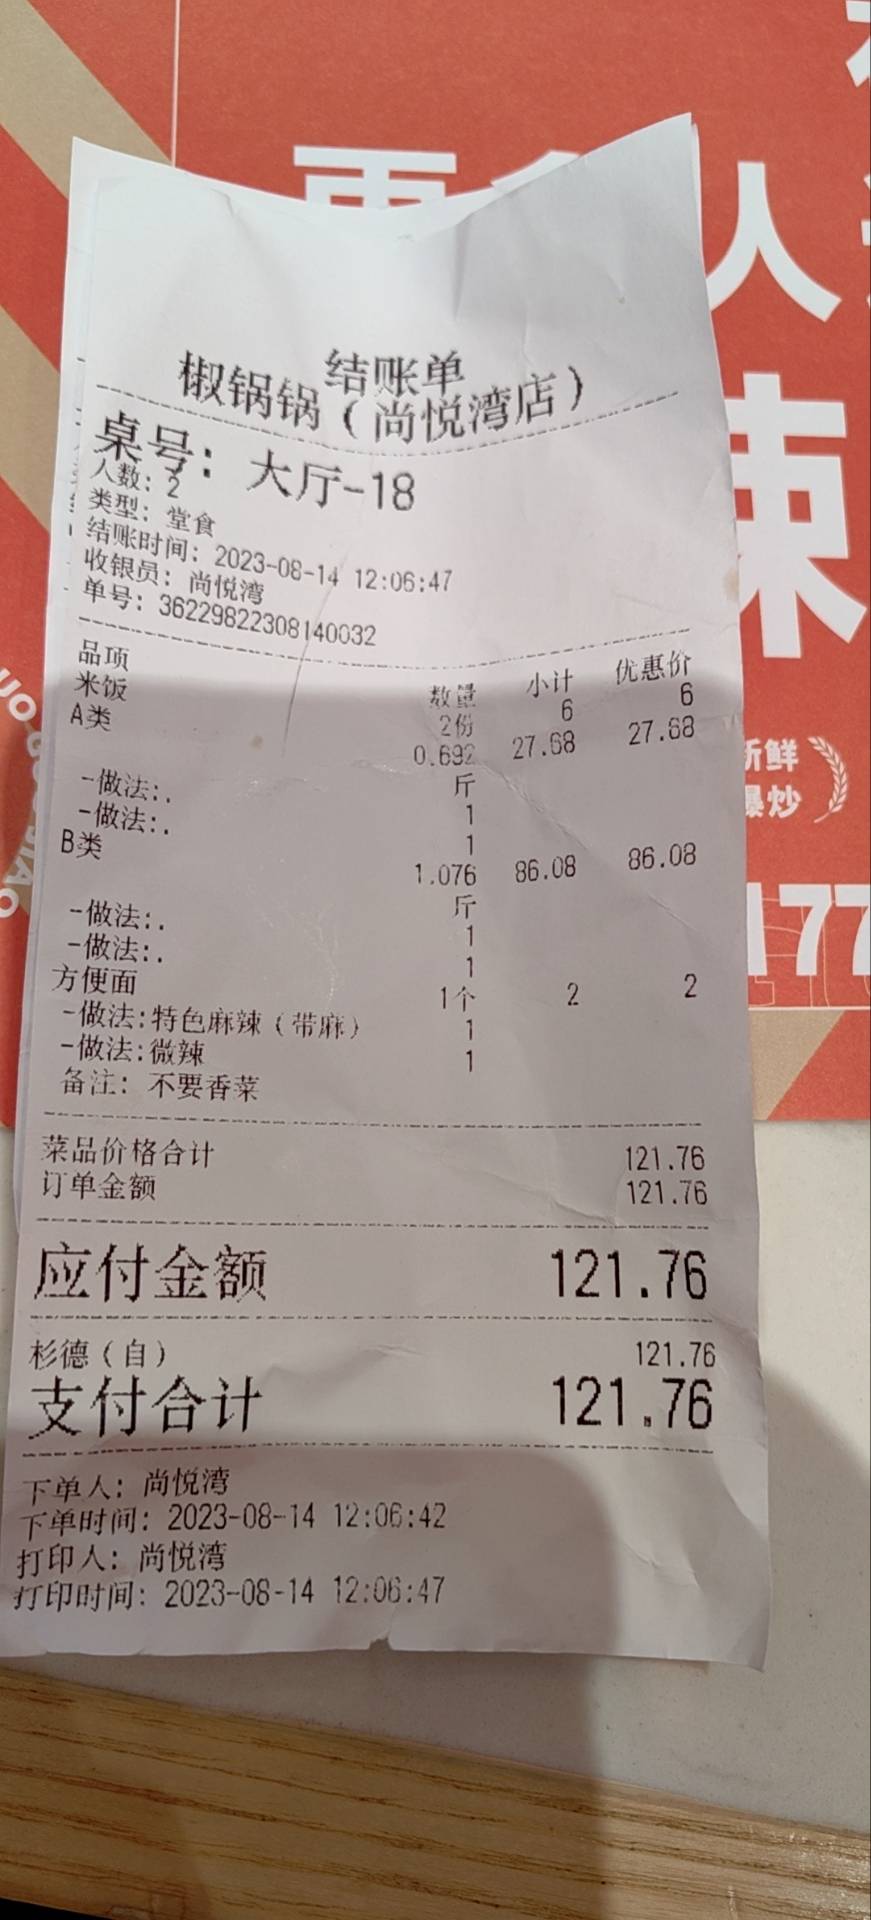 人
辣
新鲜
爆炒
177
结账单
椒锅锅（尚悦湾店）
桌号：大厅-18
人数：2
类型：堂食
结账时间：2023-08-14 12:06:47
收银员：尚悦湾
单号：36229822308140032
品项 数量 小计 优惠价
米饭 2份 6 6
A类 0.692 27.68 27.68
斤
-做法:. 1
-做法:. 1
B类 1.076 86.08 86.08
斤
-做法:. 1
-做法:. 1
方便面 1个 2 2
-做法:特色麻辣（带麻） 1
-做法:微辣 1
备注：不要香菜
菜品价格合计 121.76
订单金额 121.76
应付金额 121.76
杉德（自） 121.76
支付合计 121.76
下单人：尚悦湾
下单时间：2023-08-14 12:06:42
打印人：尚悦湾
打印时间：2023-08-14 12:06:47